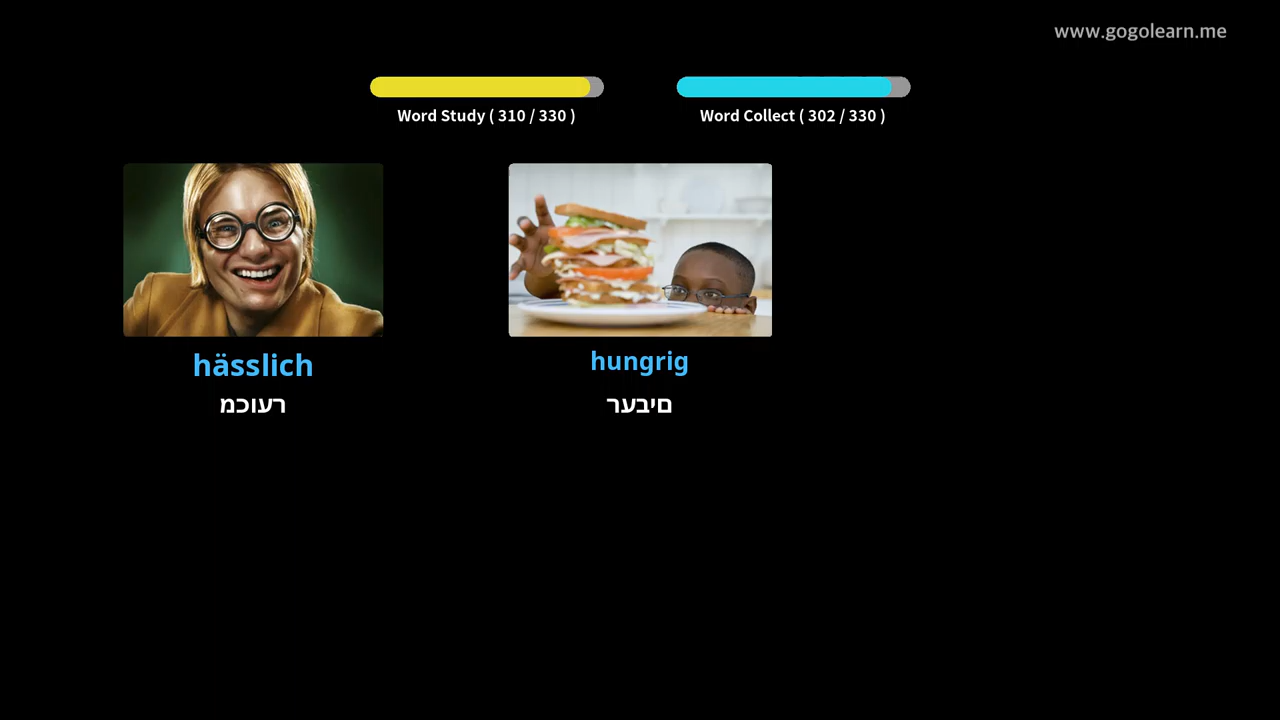 www.gogolearn.me
Word Study ( 310 / 330 )
Word Collect ( 302 / 330 )
hässlich
רעוכמ
hungrig
םיבער